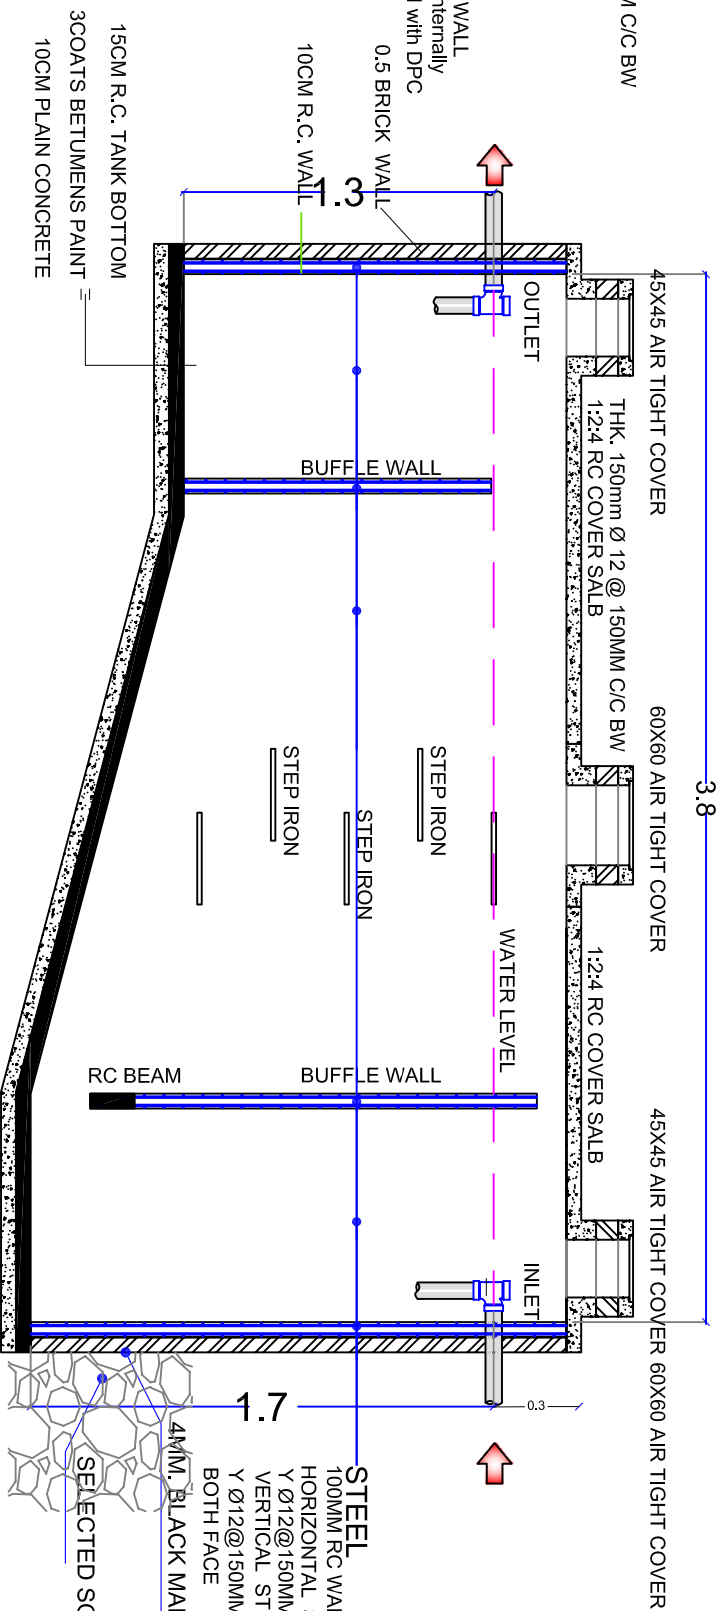 M C/C BW
WALL
nternally
l with DPC
0.5 BRICK WALL
10CM R.C. WALL
15CM R.C. TANK BOTTOM
3COATS BETUMENS PAINT =
10CM PLAIN CONCRETE
1.3
OUTLET
45X45 AIR TIGHT COVER
THK. 150mm Ø 12 @ 150MM C/C BW
1:2:4 RC COVER SALB
3.8
60X60 AIR TIGHT COVER
1:2:4 RC COVER SALB
45X45 AIR TIGHT COVER 60X60 AIR TIGHT COVER
BUFFLE WALL
STEP IRON
STEP IRON
STEP IRON
WATER LEVEL
BUFFLE WALL
RC BEAM
INLET
0.3
1.7
STEEL
100MM RC WAL
HORIZONTAL
Y Ø12@150MM
VERTICAL ST
Y Ø12@150MM
BOTH FACE
4MM. BLACK MA
SELECTED SO